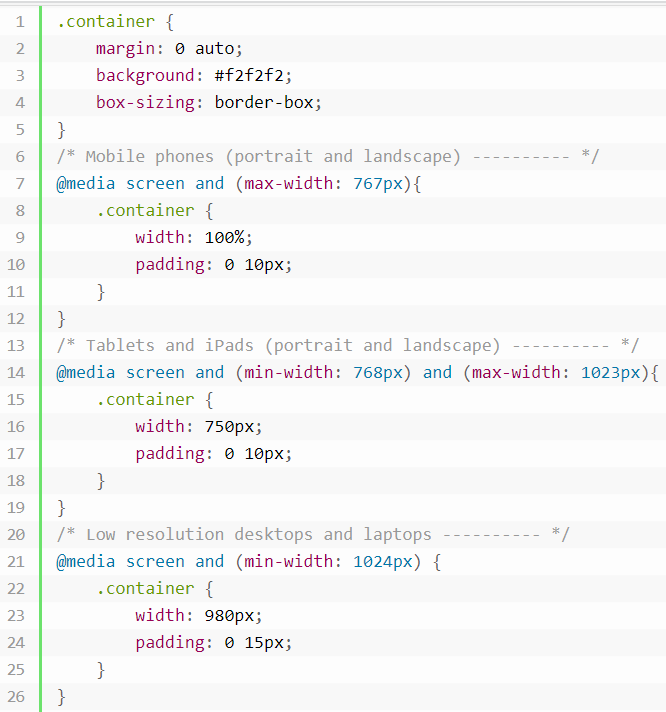 1 .container {
2     margin: 0 auto;
3     background: #f2f2f2;
4     box-sizing: border-box;
5 }
6 /* Mobile phones (portrait and landscape) ---------- */
7 @media screen and (max-width: 767px){
8     .container {
9         width: 100%;
10         padding: 0 10px;
11     }
12 }
13 /* Tablets and iPads (portrait and landscape) ---------- */
14 @media screen and (min-width: 768px) and (max-width: 1023px){
15     .container {
16         width: 750px;
17         padding: 0 10px;
18     }
19 }
20 /* Low resolution desktops and laptops ---------- */
21 @media screen and (min-width: 1024px) {
22     .container {
23         width: 980px;
24         padding: 0 15px;
25     }
26 }